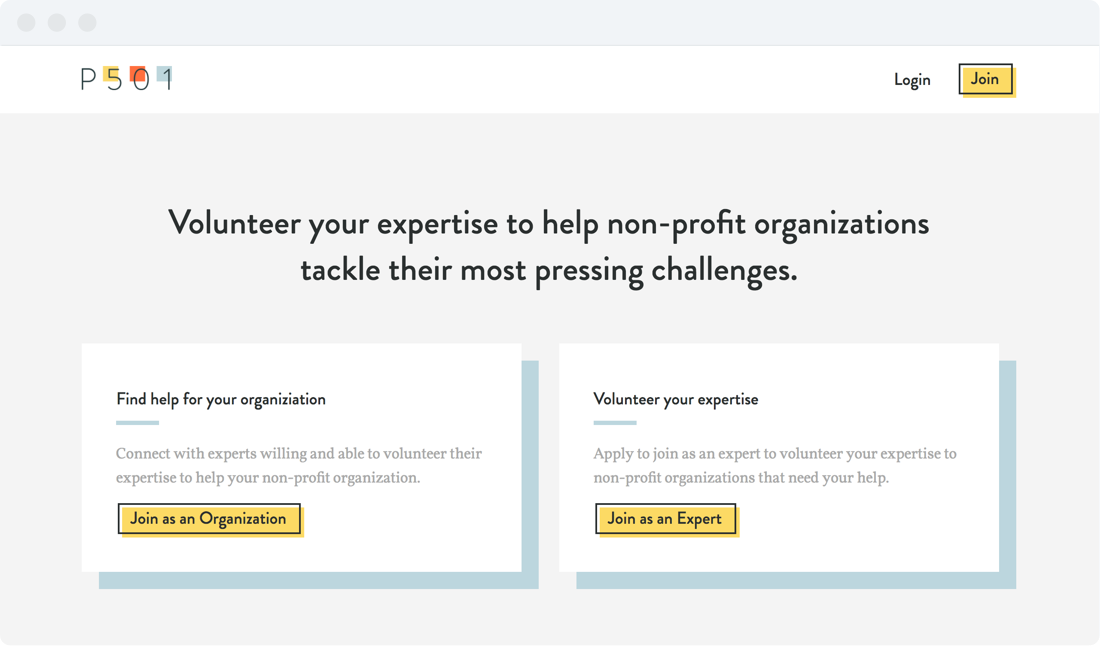 P501
Login
Join
Volunteer your expertise to help non-profit organizations
tackle their most pressing challenges.
Find help for your organiziation
Connect with experts willing and able to volunteer their
expertise to help your non-profit organization.
Join as an Organization
Volunteer your expertise
Apply to join as an expert to volunteer your expertise to
non-profit organizations that need your help.
Join as an Expert